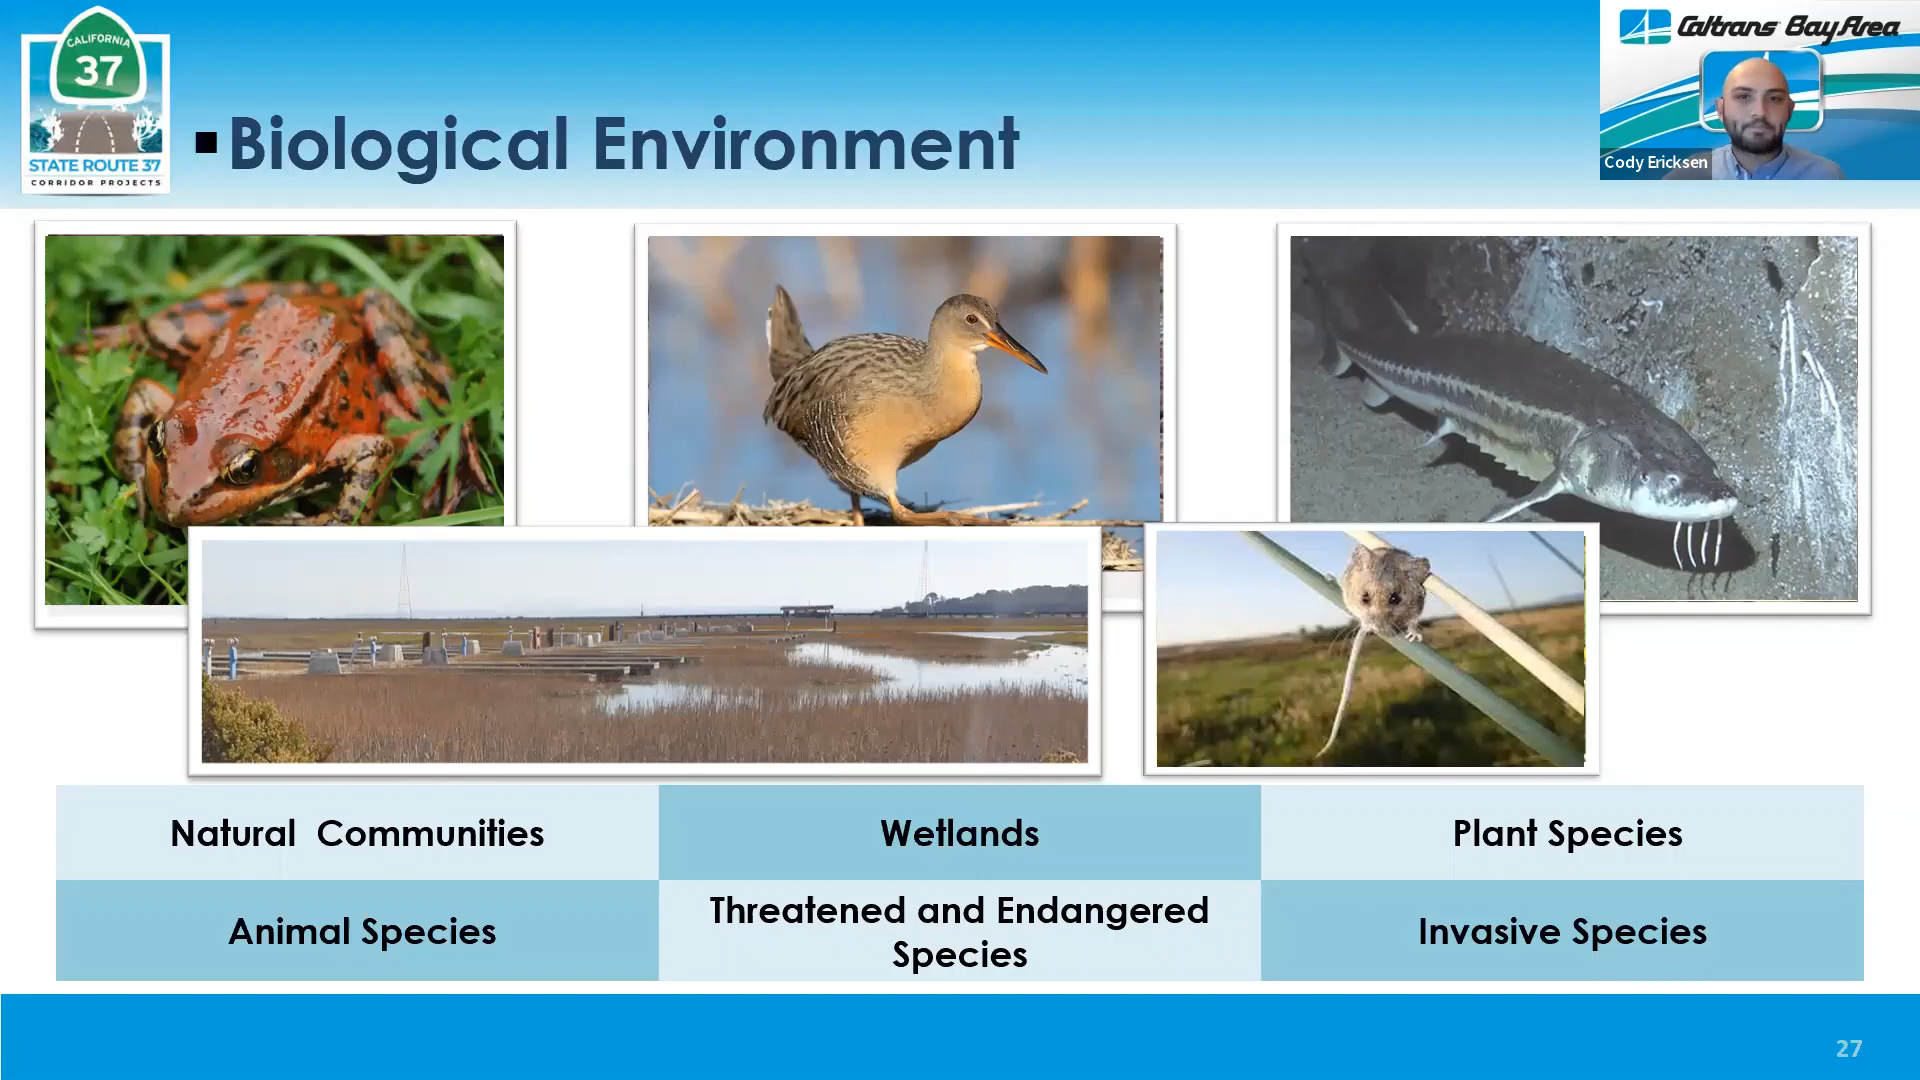 CALIFORNIA
37
STATE ROUTE 37
CORRIDOR PROJECTS
▪Biological Environment
Caltrans Bay Area
Cody Ericksen
Natural Communities
Wetlands
Plant Species
Animal Species
Threatened and Endangered
Species
Invasive Species
27